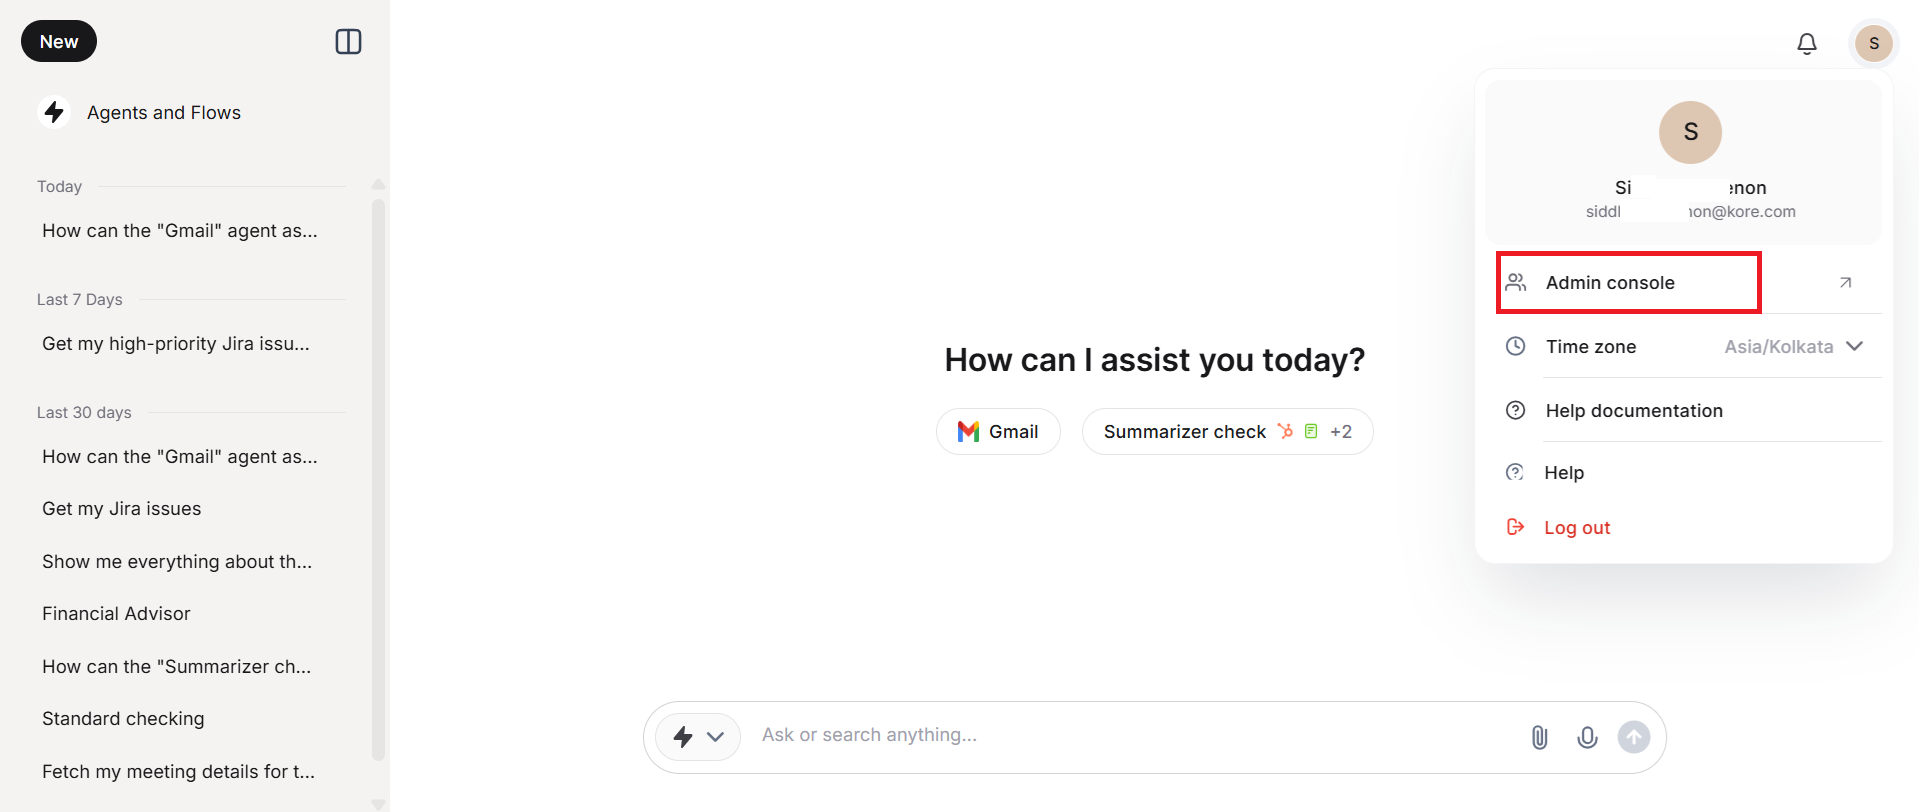 New
Agents and Flows
Today
How can the "Gmail" agent as...
Last 7 Days
Get my high-priority Jira issu...
Last 30 days
How can the "Gmail" agent as...
Get my Jira issues
Show me everything about th...
Financial Advisor
How can the "Summarizer ch...
Standard checking
Fetch my meeting details for t...
How can I assist you today?
Gmail
Summarizer check +2
Ask or search anything...
S
S
Si enon
siddl non@kore.com
Admin console
Time zone Asia/Kolkata
Help documentation
Help
Log out